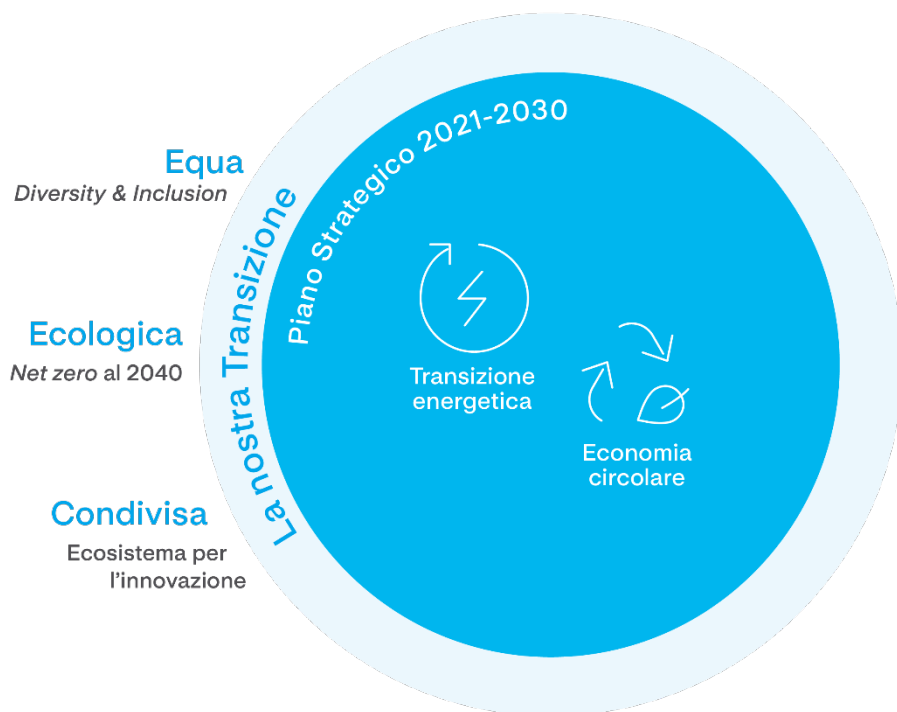 Equa
Diversity & Inclusion
Ecologica
Net zero al 2040
Condivisa
Ecosistema per
l'innovazione
La nostra Transizione
Piano Strategico 2021-2030
Transizione
energetica
Economia
circolare